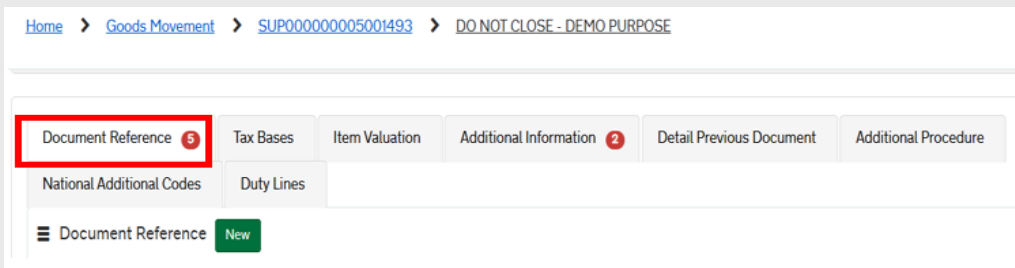 Home > Goods Movement > SUP000000005001493 > DO NOT CLOSE - DEMO PURPOSE
Document Reference 5 Tax Bases Item Valuation Additional Information 2 Detail Previous Document Additional Procedure
National Additional Codes Duty Lines
Document Reference New